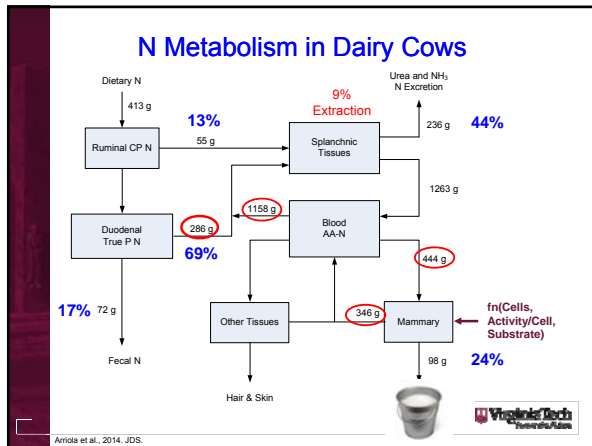 N Metabolism in Dairy Cows
Dietary N
413 g
Ruminal CP N
13%
55 g
9%
Extraction
Splanchnic
Tissues
Urea and NH₃
N Excretion
236 g
44%
1263 g
1158 g
Blood
AA-N
Duodenal
True P N
286 g
69%
444 g
17%
72 g
Fecal N
Other Tissues
346 g
Mammary
fn(Cells,
Activity/Cell,
Substrate)
98 g
24%
Hair & Skin
VirginiaTech
Arriola et al., 2014. JDS.